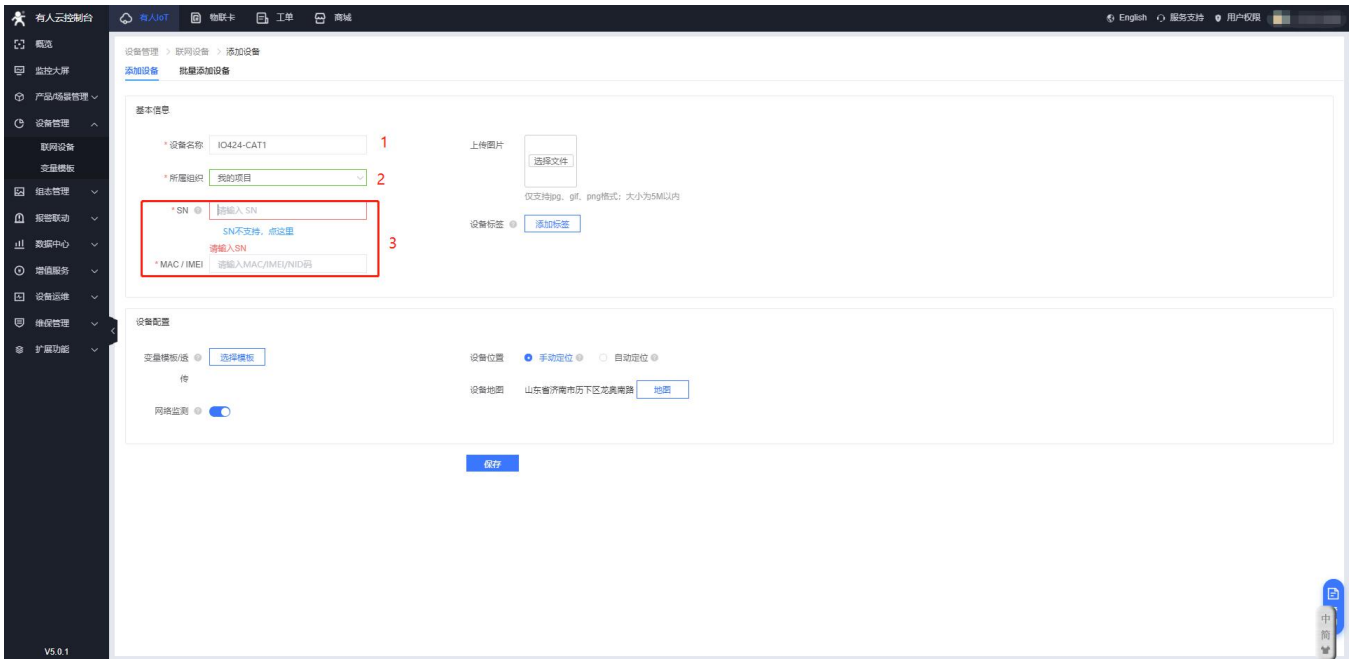 有人云控制台
有人IoT 物联卡 工单 商城
English 服务支持 用户权限
概览
监控大屏
产品/场景管理
设备管理
联网设备
变量模板
组态管理
报警联动
数据中心
增值服务
设备运维
维保管理
扩展功能
V5.0.1
设备管理 > 联网设备 > 添加设备
添加设备 批量添加设备
基本信息
*设备名称 IO424-CAT1 1
*所属组织 我的项目 2
*SN 请输入 SN
SN不支持，点这里
请输入SN
3
*MAC / IMEI 请输入MAC/IMEI/NID码
上传图片
选择文件
仅支持jpg，gif，png格式；大小为5M以内
设备标签 添加标签
设备配置
变量模板/透传 选择模板
网络监测
设备位置 手动定位 自动定位
设备地图 山东省济南市历下区龙奥南路 地图
保存
中
简